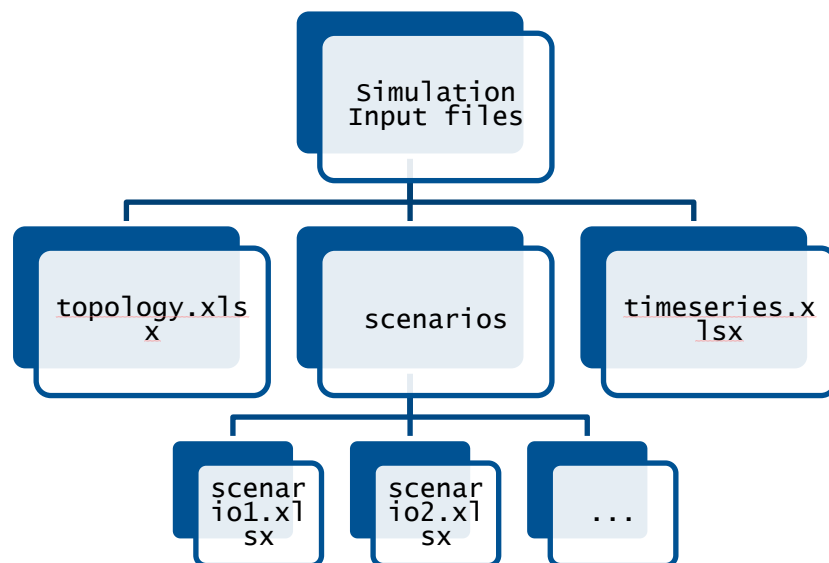 Simulation
Input files
topology.xls
x
scenarios
timeseries.x
lsx
scenar
io1.xl
sx
scenar
io2.xl
sx
...